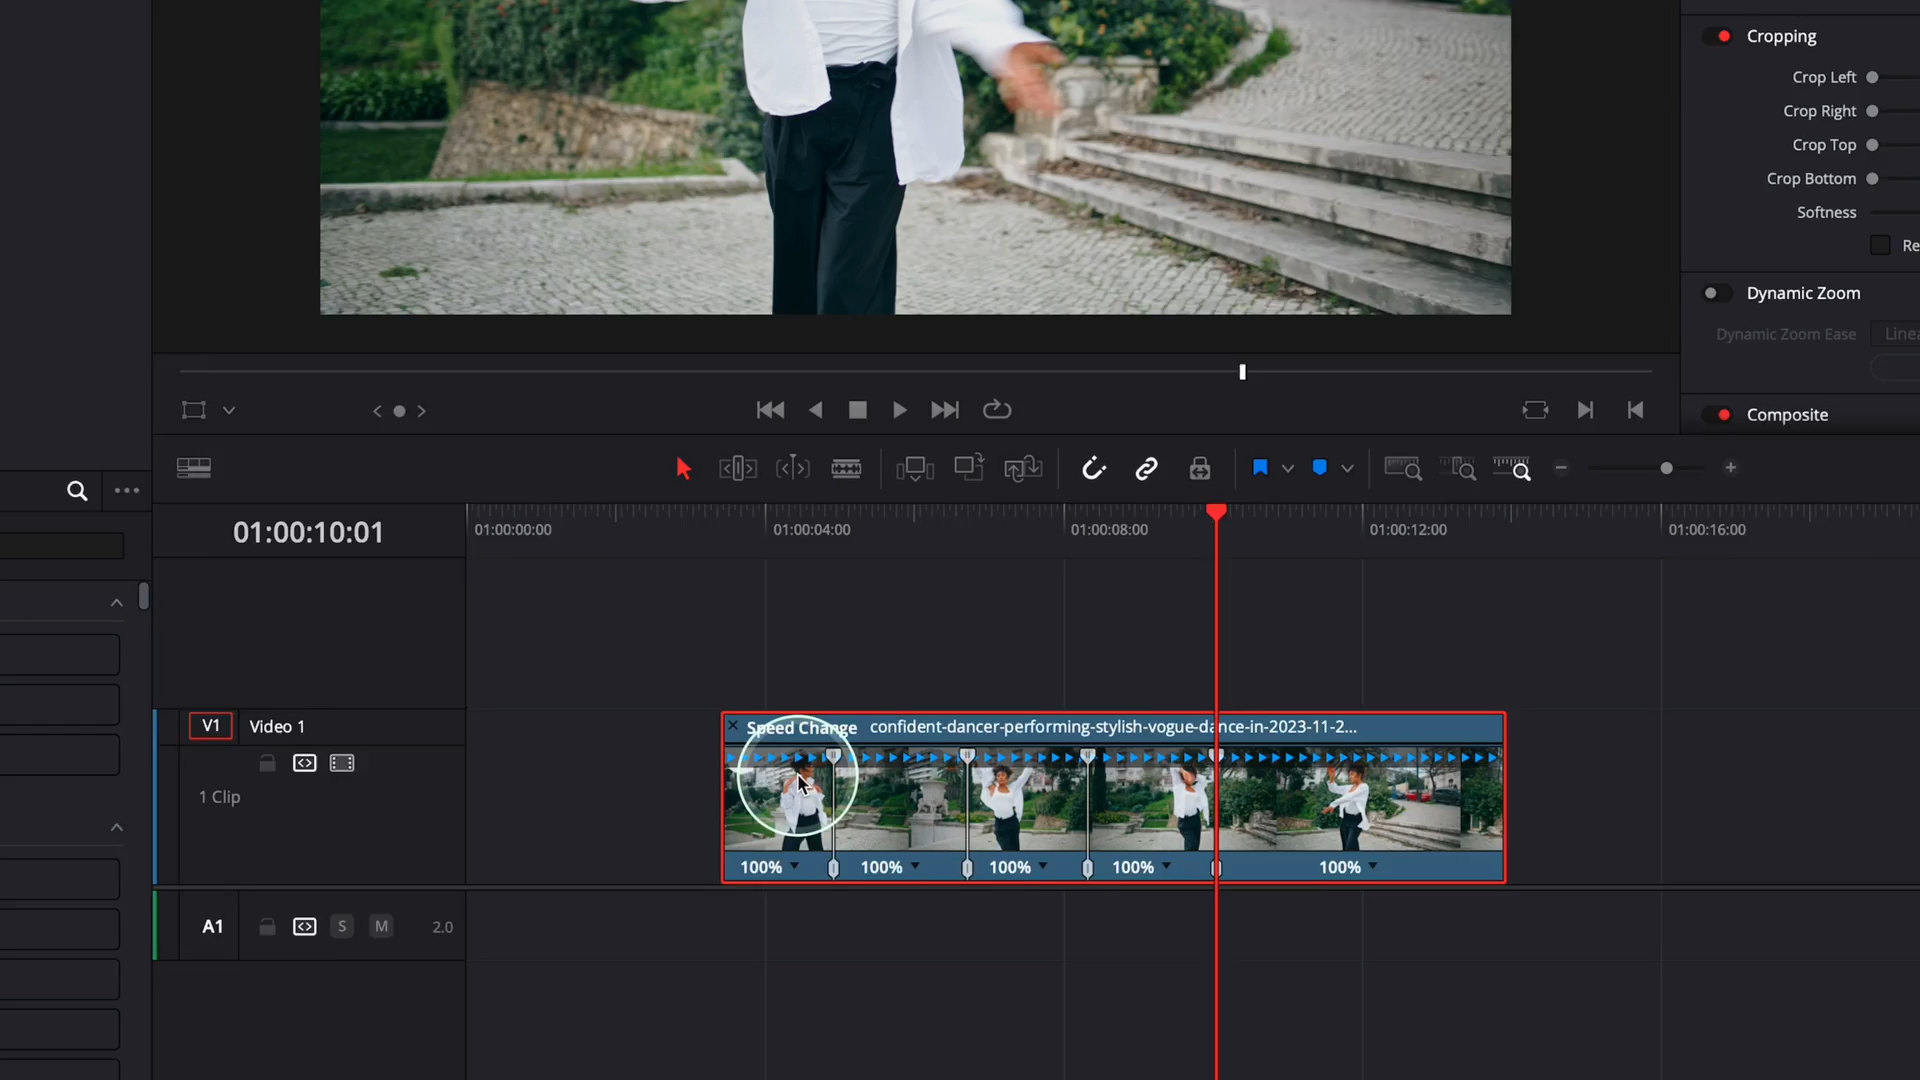 Cropping
Crop Left
Crop Right
Crop Top
Crop Bottom
Softness
Re
Dynamic Zoom
Dynamic Zoom Ease
Linea
Composite
01:00:10:01
01:00:00:00
01:00:04:00
01:00:08:00
01:00:12:00
01:00:16:00
V1
Video 1
1 Clip
Speed Change confident-dancer-performing-stylish-vogue-dance-in-2023-11-2...
100% 100% 100% 100% 100%
A1
S
M
2.0